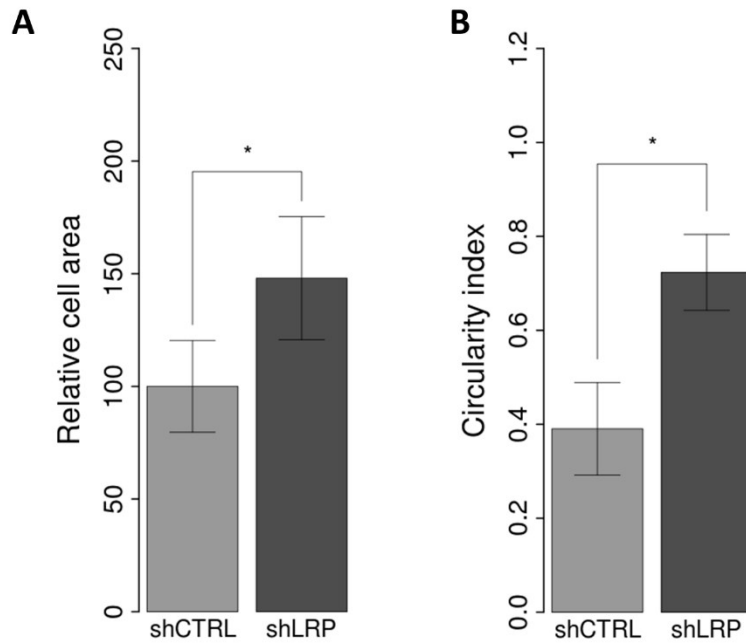 A
Relative cell area
250
200
150
100
50
0
*
shCTRL
shLRP
B
Circularity index
1.2
1.0
0.8
0.6
0.4
0.2
0.0
*
shCTRL
shLRP